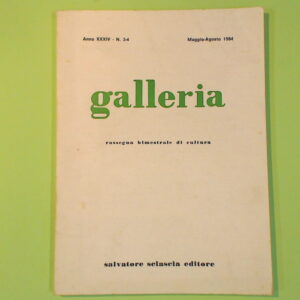 Anno XXXIV - N. 3-4 Maggio-Agosto 1984
galleria
rassegna bimestrale di cultura
salvatore sciascia editore